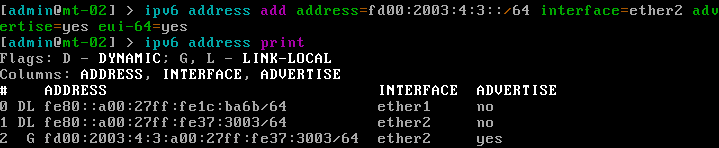 [admin@mt-02] > ipv6 address add address=fd00:2003:4:3::/64 interface=ether2 adv
ertise=yes eui-64=yes
[admin@mt-02] > ipv6 address print
Flags: D - DYNAMIC; G, L - LINK-LOCAL
Columns: ADDRESS, INTERFACE, ADVERTISE
#    ADDRESS                              INTERFACE  ADVERTISE
0 DL fe80::a00:27ff:fe1c:ba6b/64          ether1     no
1 DL fe80::a00:27ff:fe37:3003/64          ether2     no
2  G fd00:2003:4:3:a00:27ff:fe37:3003/64  ether2     yes